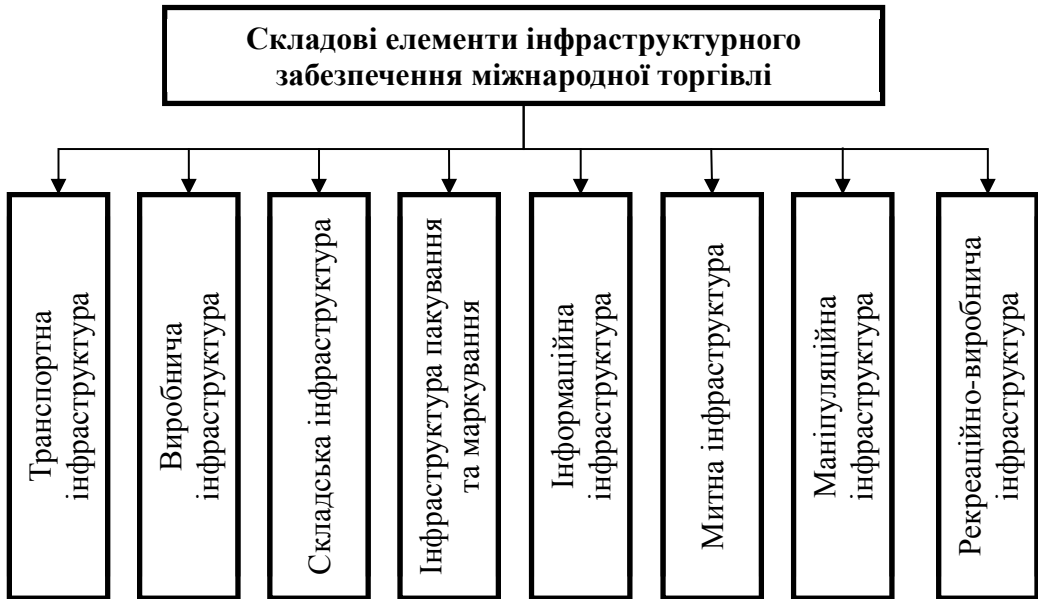 Складові елементи інфраструктурного
забезпечення міжнародної торгівлі
Транспортна
інфраструктура
Виробнича
інфраструктура
Складська інфраструктура
Інфраструктура пакування
та маркування
Інформаційна
інфраструктура
Митна інфраструктура
Маніпуляційна
інфраструктура
Рекреаційно-виробнича
інфраструктура